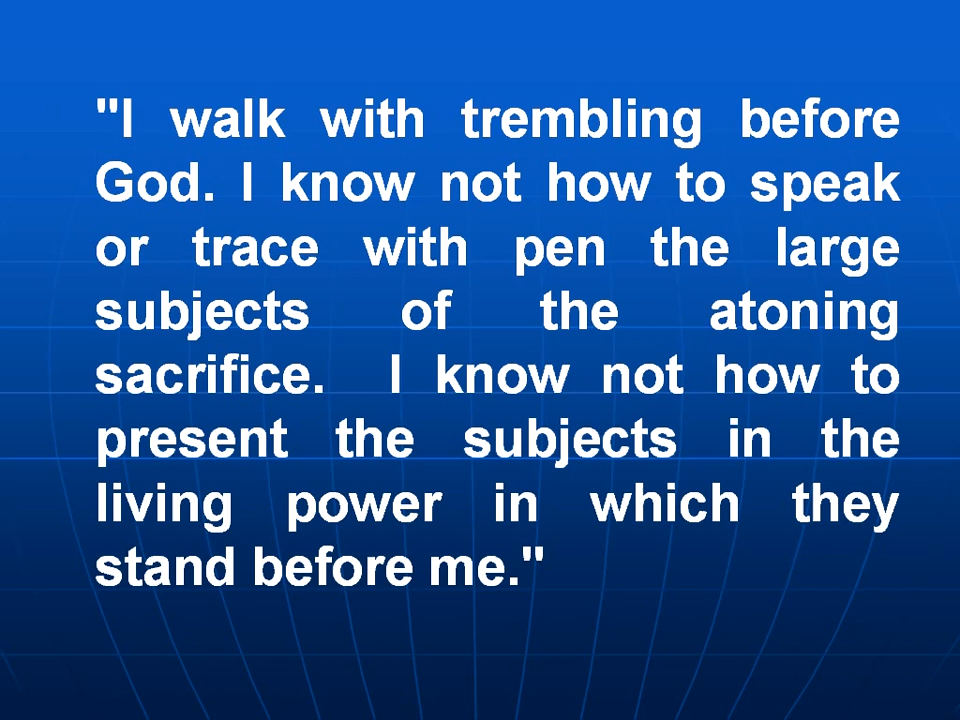 "I walk with trembling before
God. I know not how to speak
or trace with pen the large
subjects of the atoning
sacrifice. I know not how to
present the subjects in the
living power in which they
stand before me."